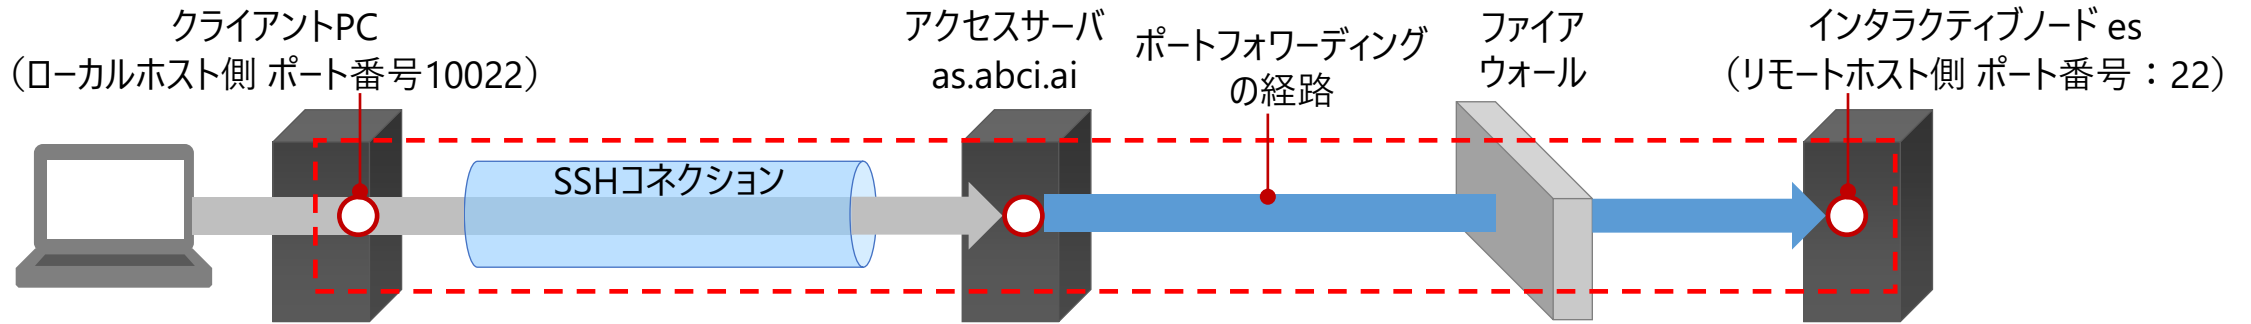 クライアントPC
（ローカルホスト側 ポート番号10022）
SSHコネクション
アクセスサーバ
as.abci.ai
ポートフォワーディング
の経路
ファイア
ウォール
インタラクティブノード es
（リモートホスト側 ポート番号：22）